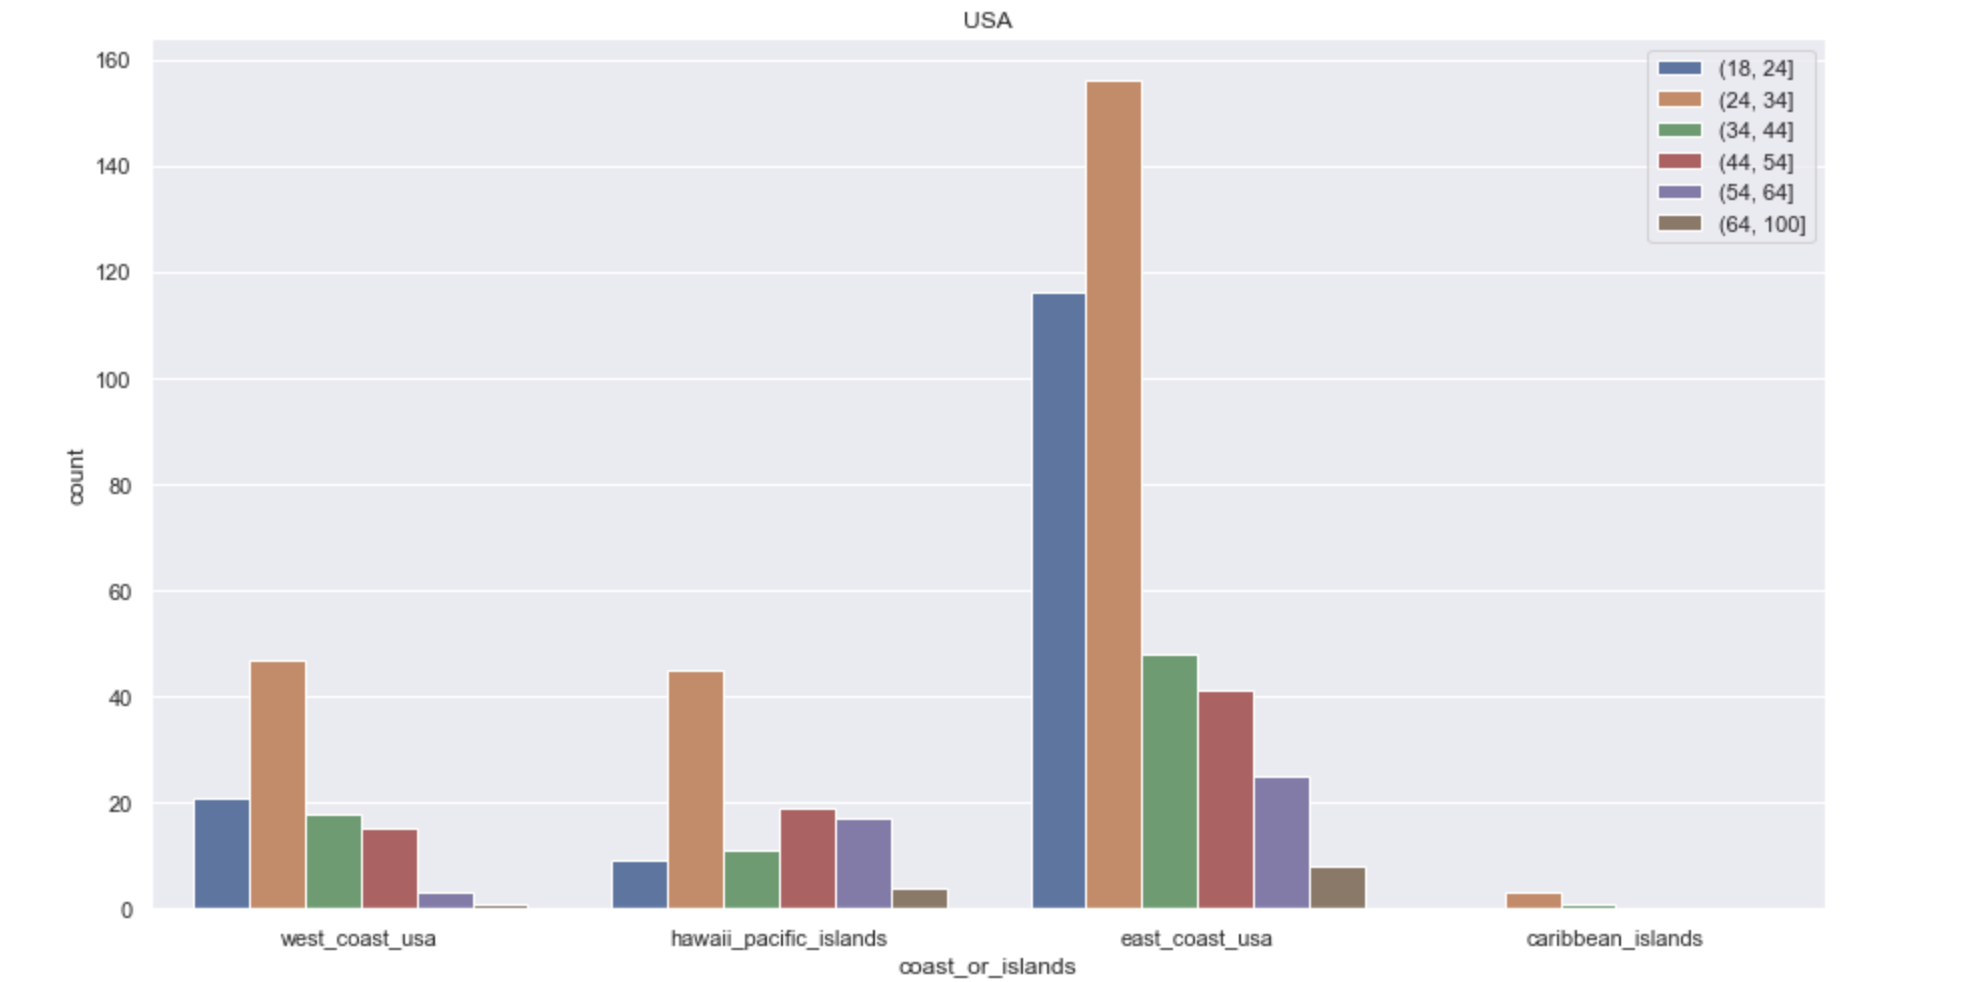 USA
160
140
120
100
80
60
40
20
0
count
(18, 24]
(24, 34]
(34, 44]
(44, 54]
(54, 64]
(64, 100]
west_coast_usa
hawaii_pacific_islands
east_coast_usa
caribbean_islands
coast_or_islands